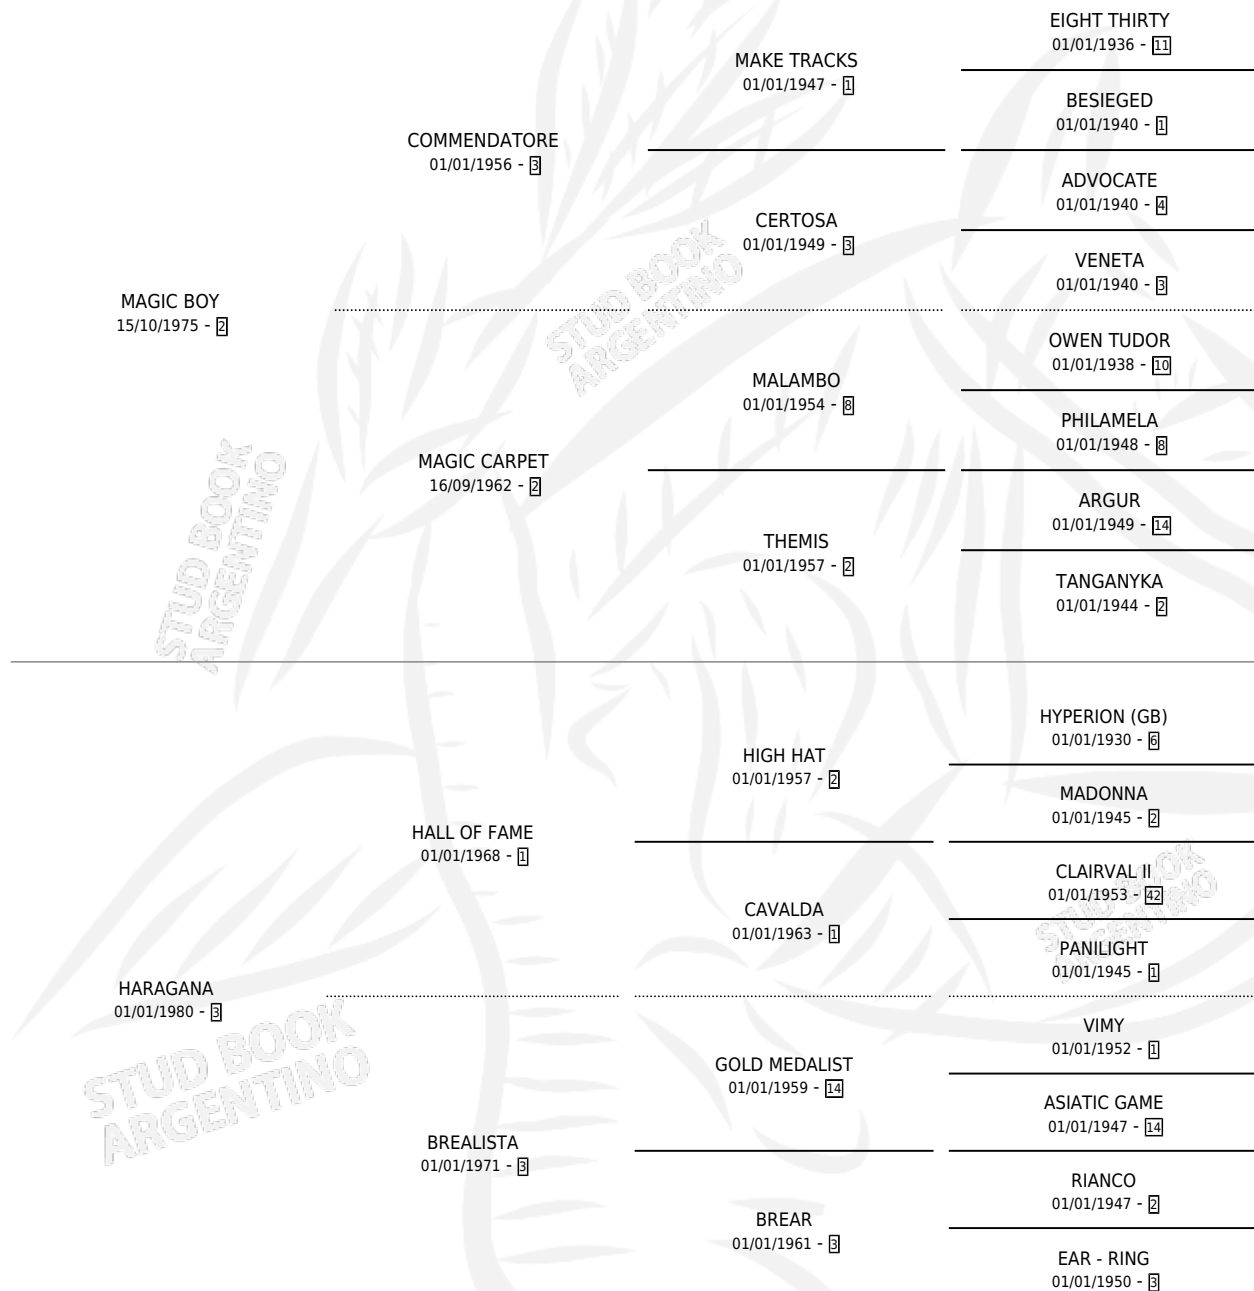 EIGHT THIRTY
01/01/1936 - 11
MAKE TRACKS
01/01/1947 - 1
BESIEGED
01/01/1940 - 1
COMMENDATORE
01/01/1956 - 3
ADVOCATE
01/01/1940 - 4
CERTOSA
01/01/1949 - 3
VENETA
01/01/1940 - 3
MAGIC BOY
15/10/1975 - 2
OWEN TUDOR
01/01/1938 - 10
MALAMBO
01/01/1954 - 8
PHILAMELA
01/01/1948 - 8
MAGIC CARPET
16/09/1962 - 2
ARGUR
01/01/1949 - 14
THEMIS
01/01/1957 - 2
TANGANYKA
01/01/1944 - 2
HYPERION (GB)
01/01/1930 - 6
HIGH HAT
01/01/1957 - 2
MADONNA
01/01/1945 - 2
HALL OF FAME
01/01/1968 - 1
CLAIRVAL II
01/01/1953 - 42
CAVALDA
01/01/1963 - 1
PANILIGHT
01/01/1945 - 1
HARAGANA
01/01/1980 - 3
VIMY
01/01/1952 - 1
GOLD MEDALIST
01/01/1959 - 14
ASIATIC GAME
01/01/1947 - 14
BREALISTA
01/01/1971 - 3
RIANCO
01/01/1947 - 2
BREAR
01/01/1961 - 3
EAR - RING
01/01/1950 - 3
STUD BOOK
ARGENTINO
STUD BOOK
ARGENTINO
STUD BOOK
ARGENTINO
STUD BOOK
ARGENTINO